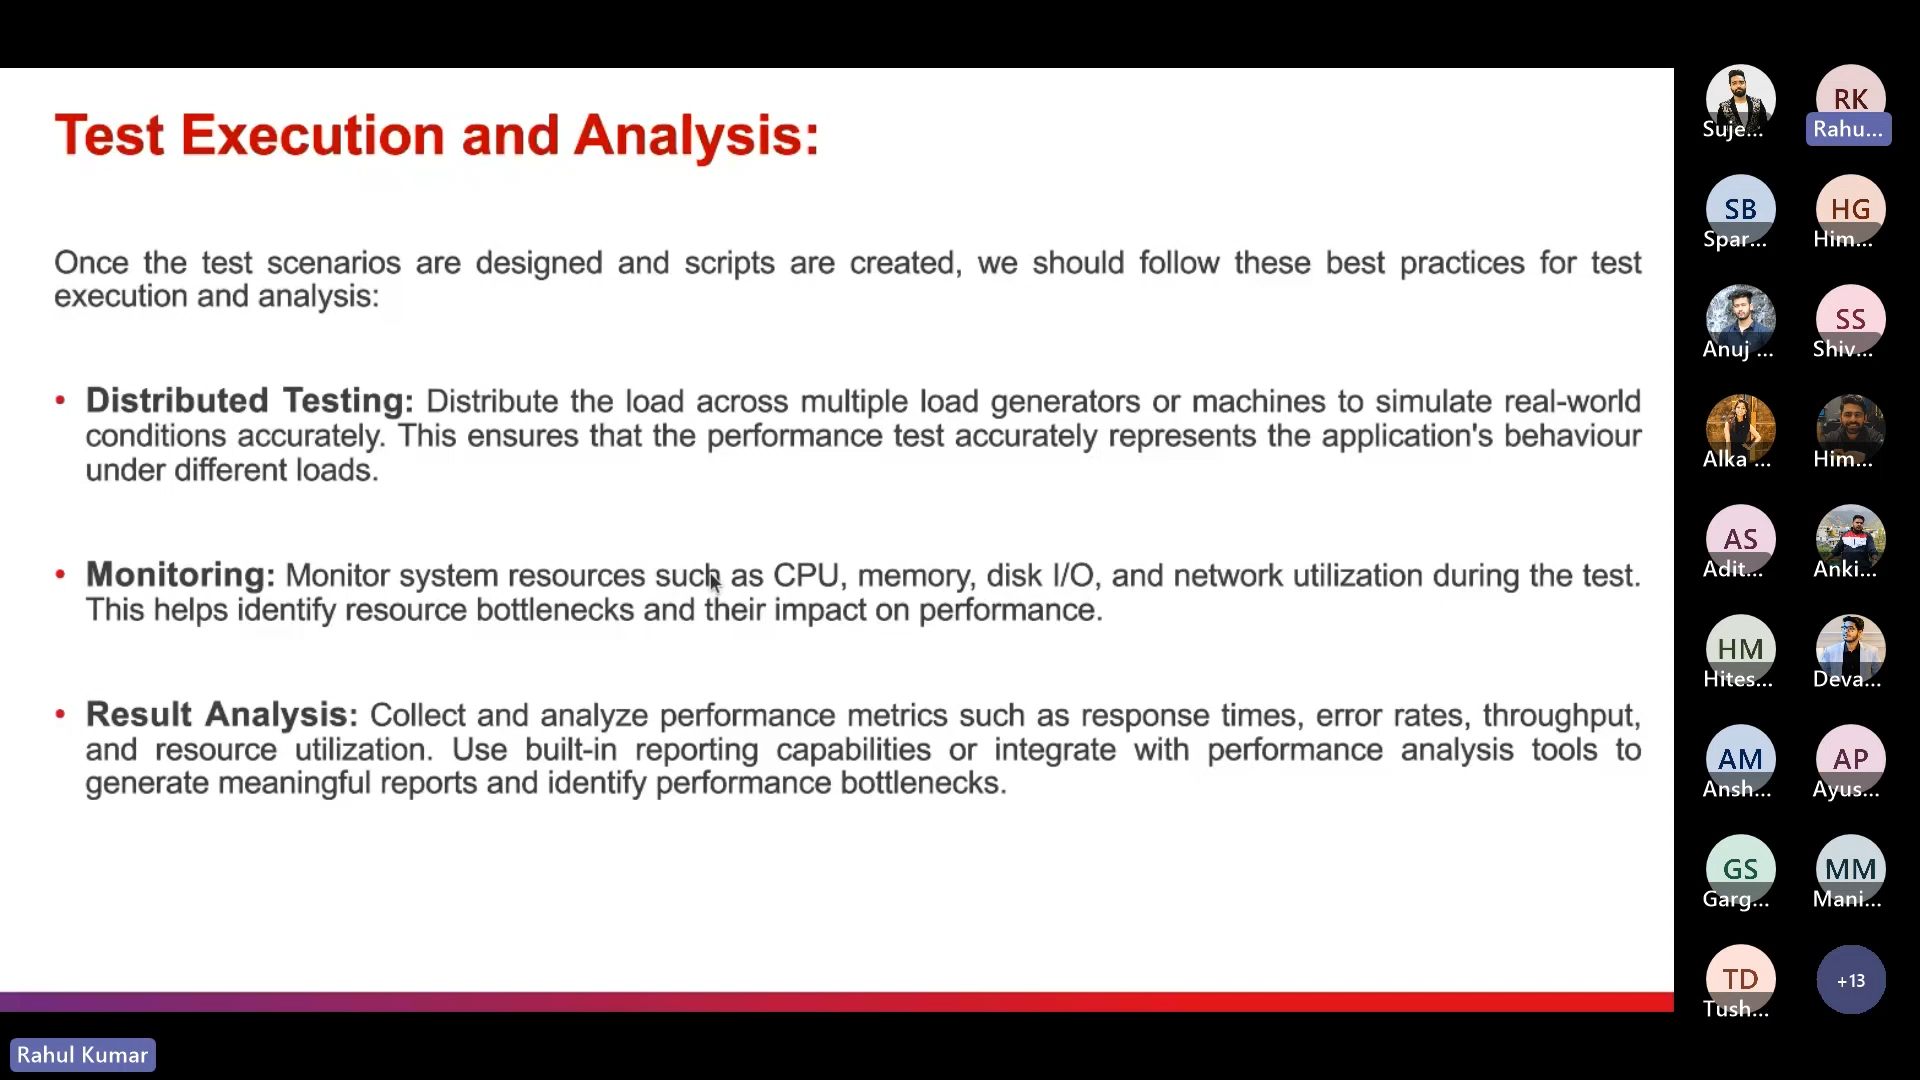 Test Execution and Analysis:
Once the test scenarios are designed and scripts are created, we should follow these best practices for test
execution and analysis:
• Distributed Testing: Distribute the load across multiple load generators or machines to simulate real-world
conditions accurately. This ensures that the performance test accurately represents the application's behaviour
under different loads.
• Monitoring: Monitor system resources such as CPU, memory, disk I/O, and network utilization during the test.
This helps identify resource bottlenecks and their impact on performance.
• Result Analysis: Collect and analyze performance metrics such as response times, error rates, throughput,
and resource utilization. Use built-in reporting capabilities or integrate with performance analysis tools to
generate meaningful reports and identify performance bottlenecks.
Rahul Kumar
Suje...
RK
Rahu...
SB
Spar...
HG
Him...
Anuj ...
SS
Shiv...
Alka ...
Him...
AS
Adit...
Anki...
HM
Hites...
Deva...
AM
Ansh...
AP
Ayus...
GS
Garg...
MM
Mani...
TD
Tush...
+13